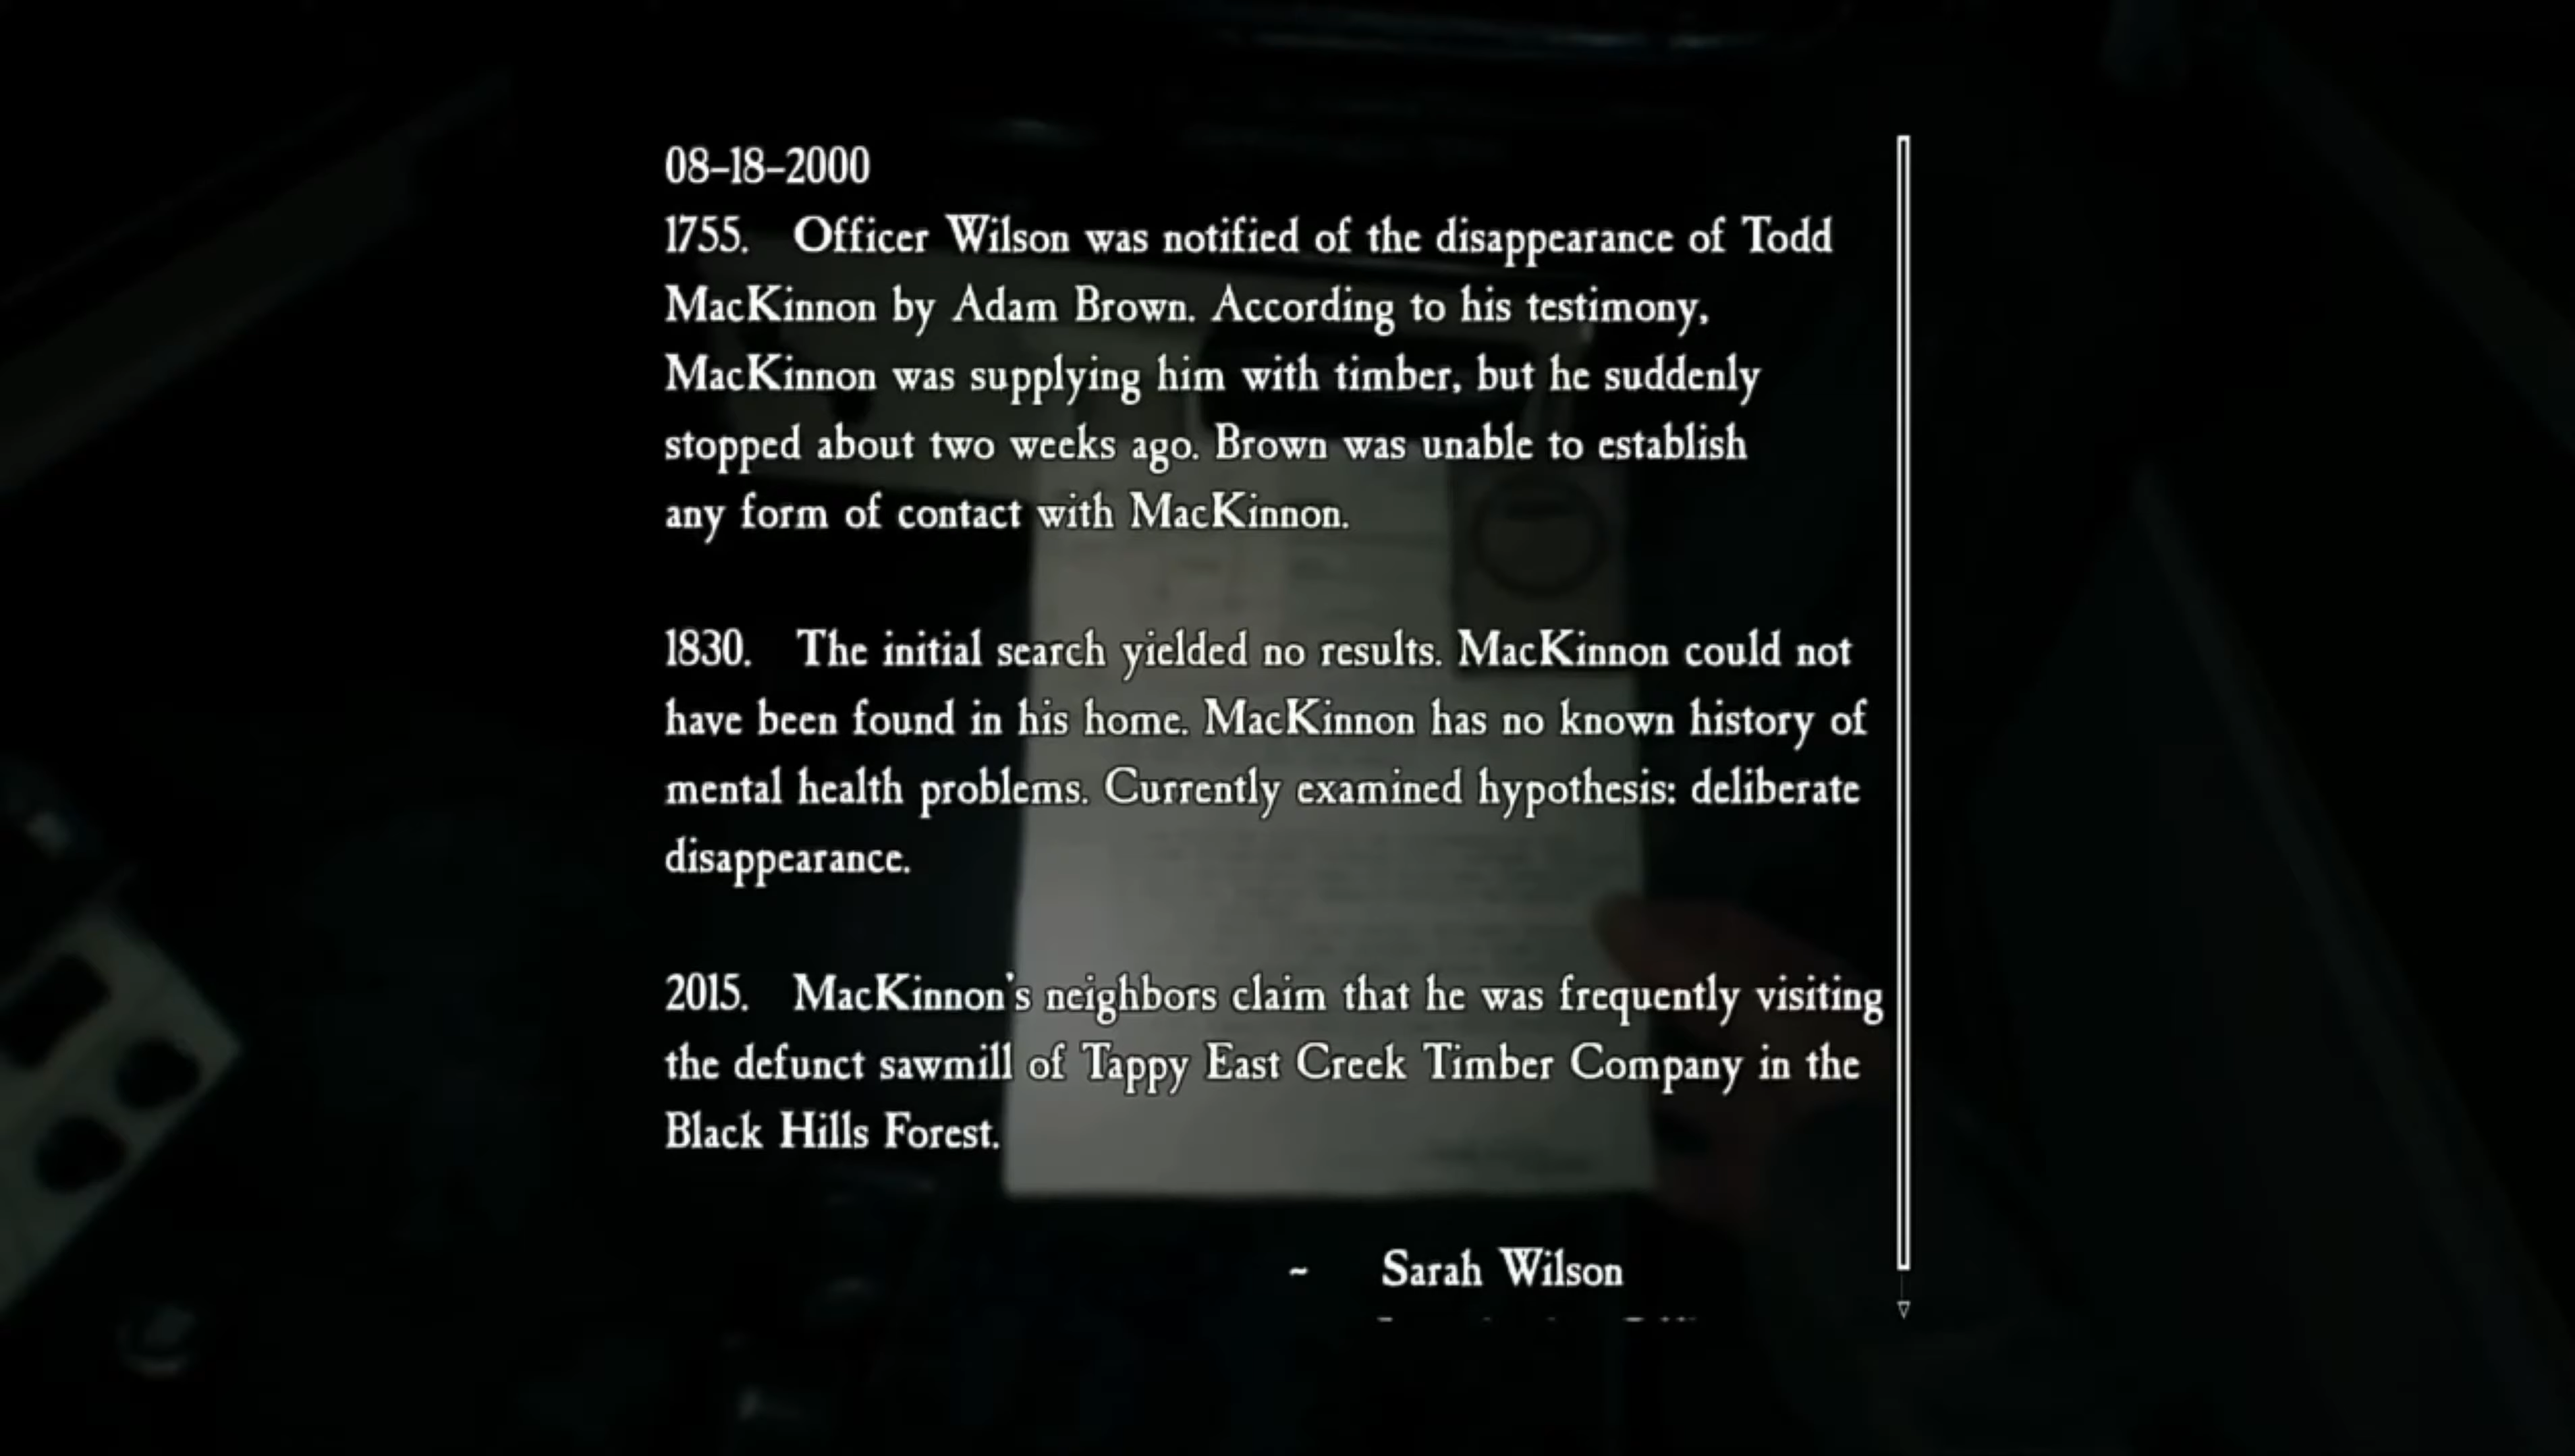 08-18-2000
1755. Officer Wilson was notified of the disappearance of Todd
MacKinnon by Adam Brown. According to his testimony,
MacKinnon was supplying him with timber, but he suddenly
stopped about two weeks ago. Brown was unable to establish
any form of contact with MacKinnon.
1830. The initial search yielded no results. MacKinnon could not
have been found in his home. MacKinnon has no known history of
mental health problems. Currently examined hypothesis: deliberate
disappearance.
2015. MacKinnon's neighbors claim that he was frequently visiting
the defunct sawmill of Tappy East Creek Timber Company in the
Black Hills Forest.
~ Sarah Wilson